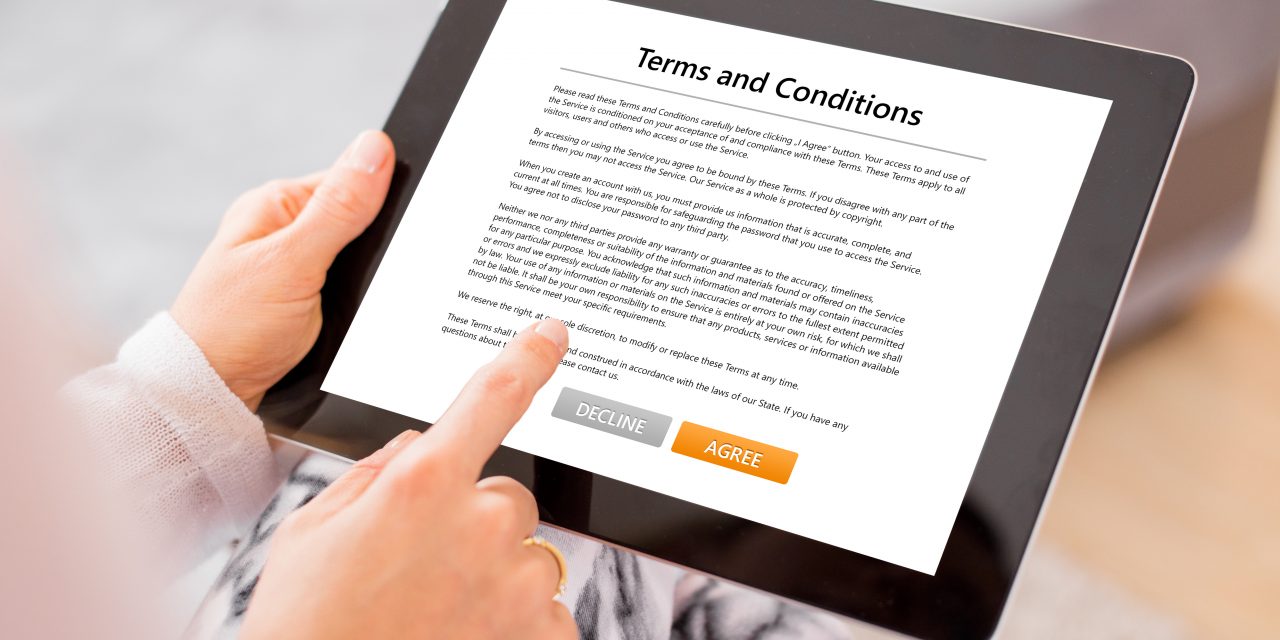 Terms and Conditions
Please read these Terms and Conditions carefully before clicking „I Agree” button. Your access to and use of
the Service is conditioned on your acceptance of and compliance with these Terms. These Terms apply to all
visitors, users and others who access or use the Service.
By accessing or using the Service you agree to be bound by these Terms. If you disagree with any part of the
terms then you may not access the Service. Our Service as a whole is protected by copyright.
When you create an account with us, you must provide us information that is accurate, complete, and
current at all times. You are responsible for safeguarding the password that you use to access the Service.
You agree not to disclose your password to any third party.
Neither we nor any third parties provide any warranty or guarantee as to the accuracy, timeliness,
performance, completeness or suitability of the information and materials found or offered on the Service
for any particular purpose. You acknowledge that such information and materials may contain inaccuracies
or errors and we expressly exclude liability for any such inaccuracies or errors to the fullest extent permitted
by law. Your use of any information or materials on the Service is entirely at your own risk, for which we shall
not be liable. It shall be your own responsibility to ensure that any products, services or information available
through this Service meet your specific requirements.
We reserve the right, at sole discretion, to modify or replace these Terms at any time.
These Terms shall and construed in accordance with the laws of our State. If you have any
questions about contact us.
DECLINE
AGREE